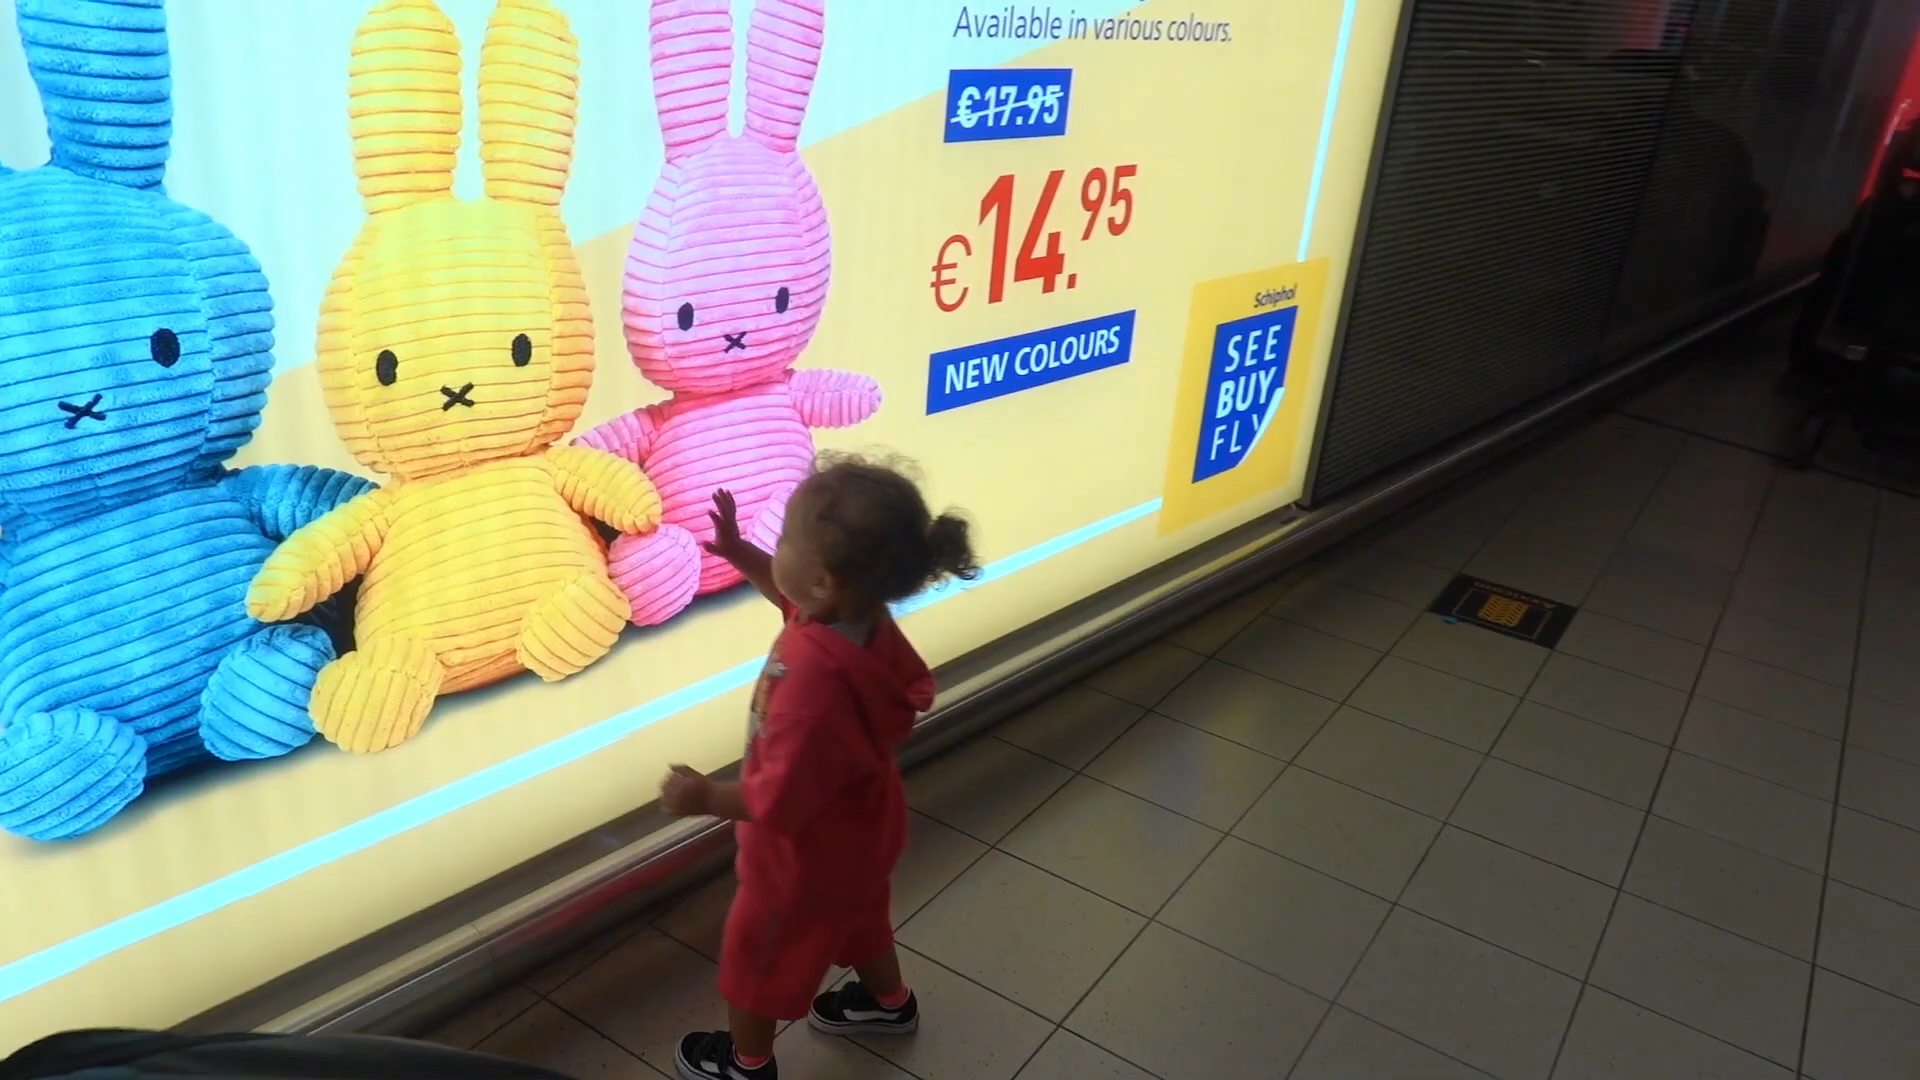 Available in various colours.
€17.95
€14.95
NEW COLOURS
Schiphol
SEE
BUY
FLY